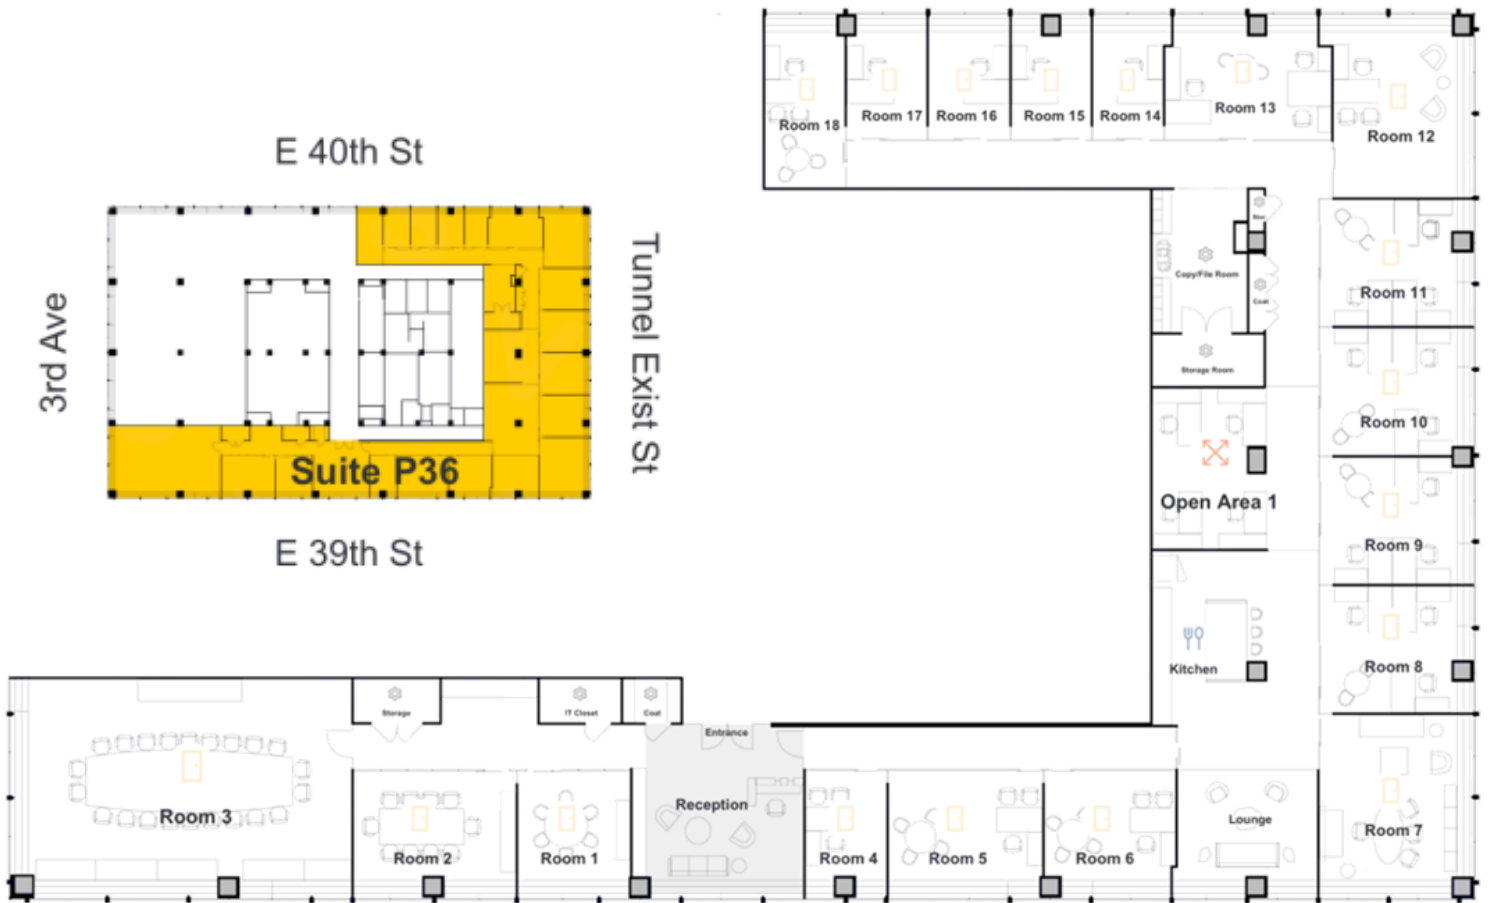 E 40th St
3rd Ave
Tunnel Exist St
Suite P36
E 39th St
Room 18
Room 17
Room 16
Room 15
Room 14
Room 13
Room 12
Stor.
Copy/File Room
Coat
Room 11
Storage Room
Room 10
Open Area 1
Room 9
Kitchen
Room 8
Storage
IT Closet
Coat
Entrance
Room 3
Reception
Lounge
Room 7
Room 2
Room 1
Room 4
Room 5
Room 6